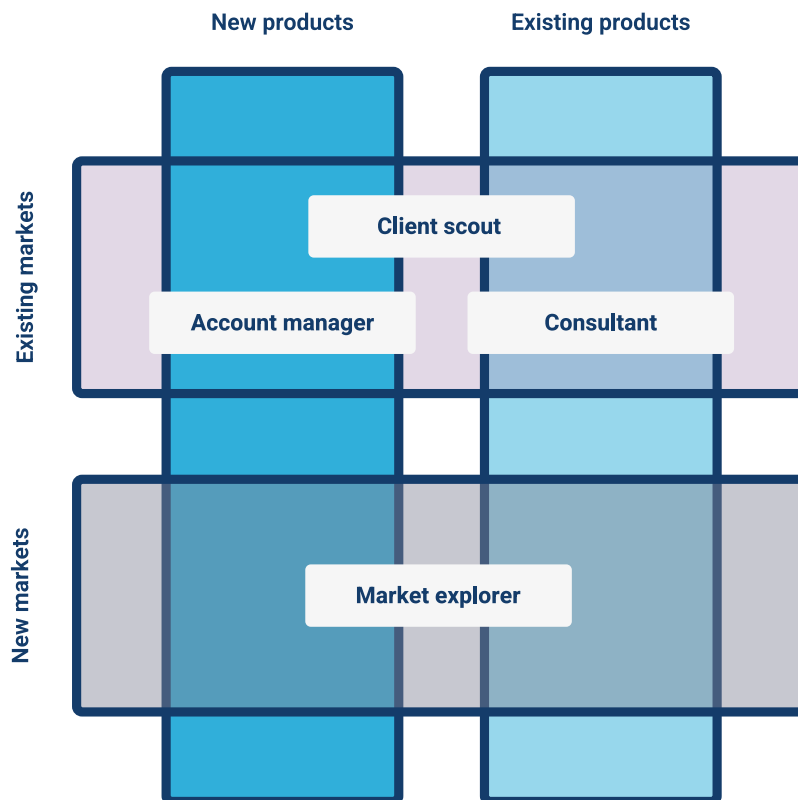 New products
Existing products
Existing markets
Client scout
Account manager
Consultant
New markets
Market explorer